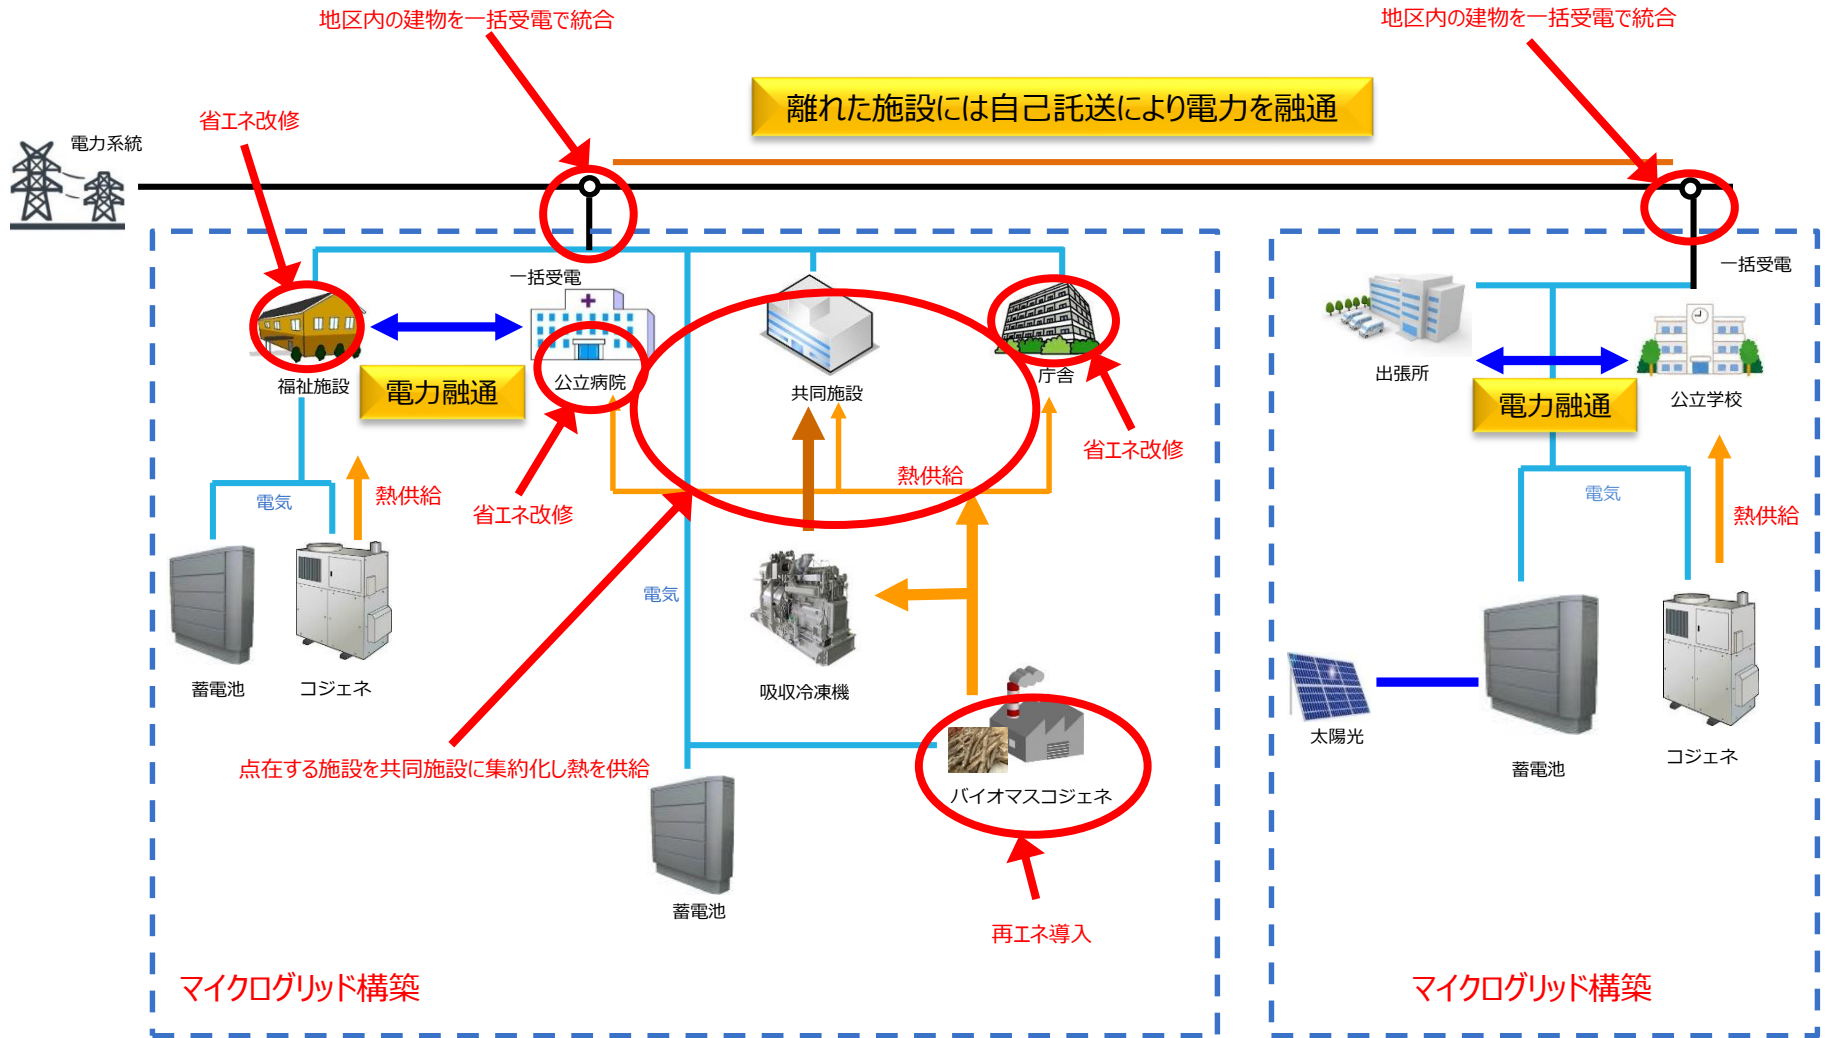 地区内の建物を一括受電で統合
地区内の建物を一括受電で統合
離れた施設には自己託送により電力を融通
省エネ改修
電力系統
一括受電
一括受電
福祉施設
電力融通
公立病院
共同施設
庁舎
出張所
電力融通
公立学校
省エネ改修
省エネ改修
熱供給
電気
熱供給
電気
熱供給
電気
蓄電池
コジェネ
吸収冷凍機
太陽光
蓄電池
コジェネ
点在する施設を共同施設に集約化し熱を供給
バイオマスコジェネ
蓄電池
再エネ導入
マイクログリッド構築
マイクログリッド構築